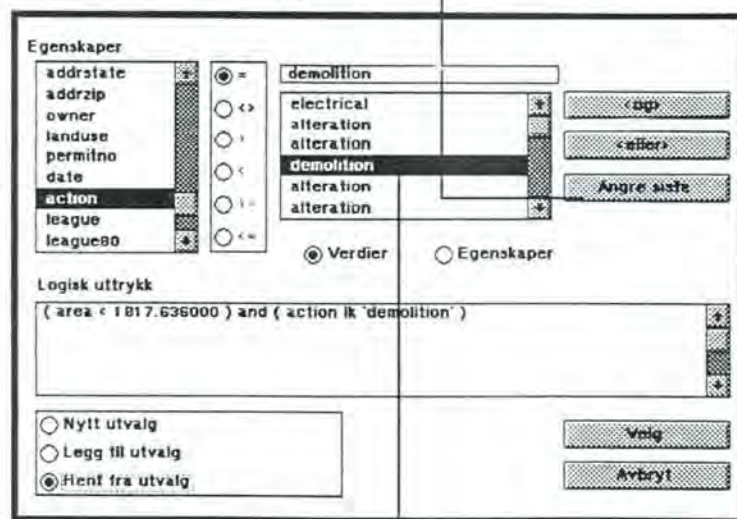 Egenskaper
addrstate
addrzip
owner
landuse
permitno
date
action
league
league80
=
<>
>
<
>=
<=
demolition
electrical
alteration
alteration
demolition
alteration
alteration
<og>
<eller>
Angre siste
Verdier
Egenskaper
Logisk uttrykk
( area < 1817.636000 ) and ( action lk 'demolition' )
Nytt utvalg
Legg til utvalg
Hent fra utvalg
Velg
Avbryt